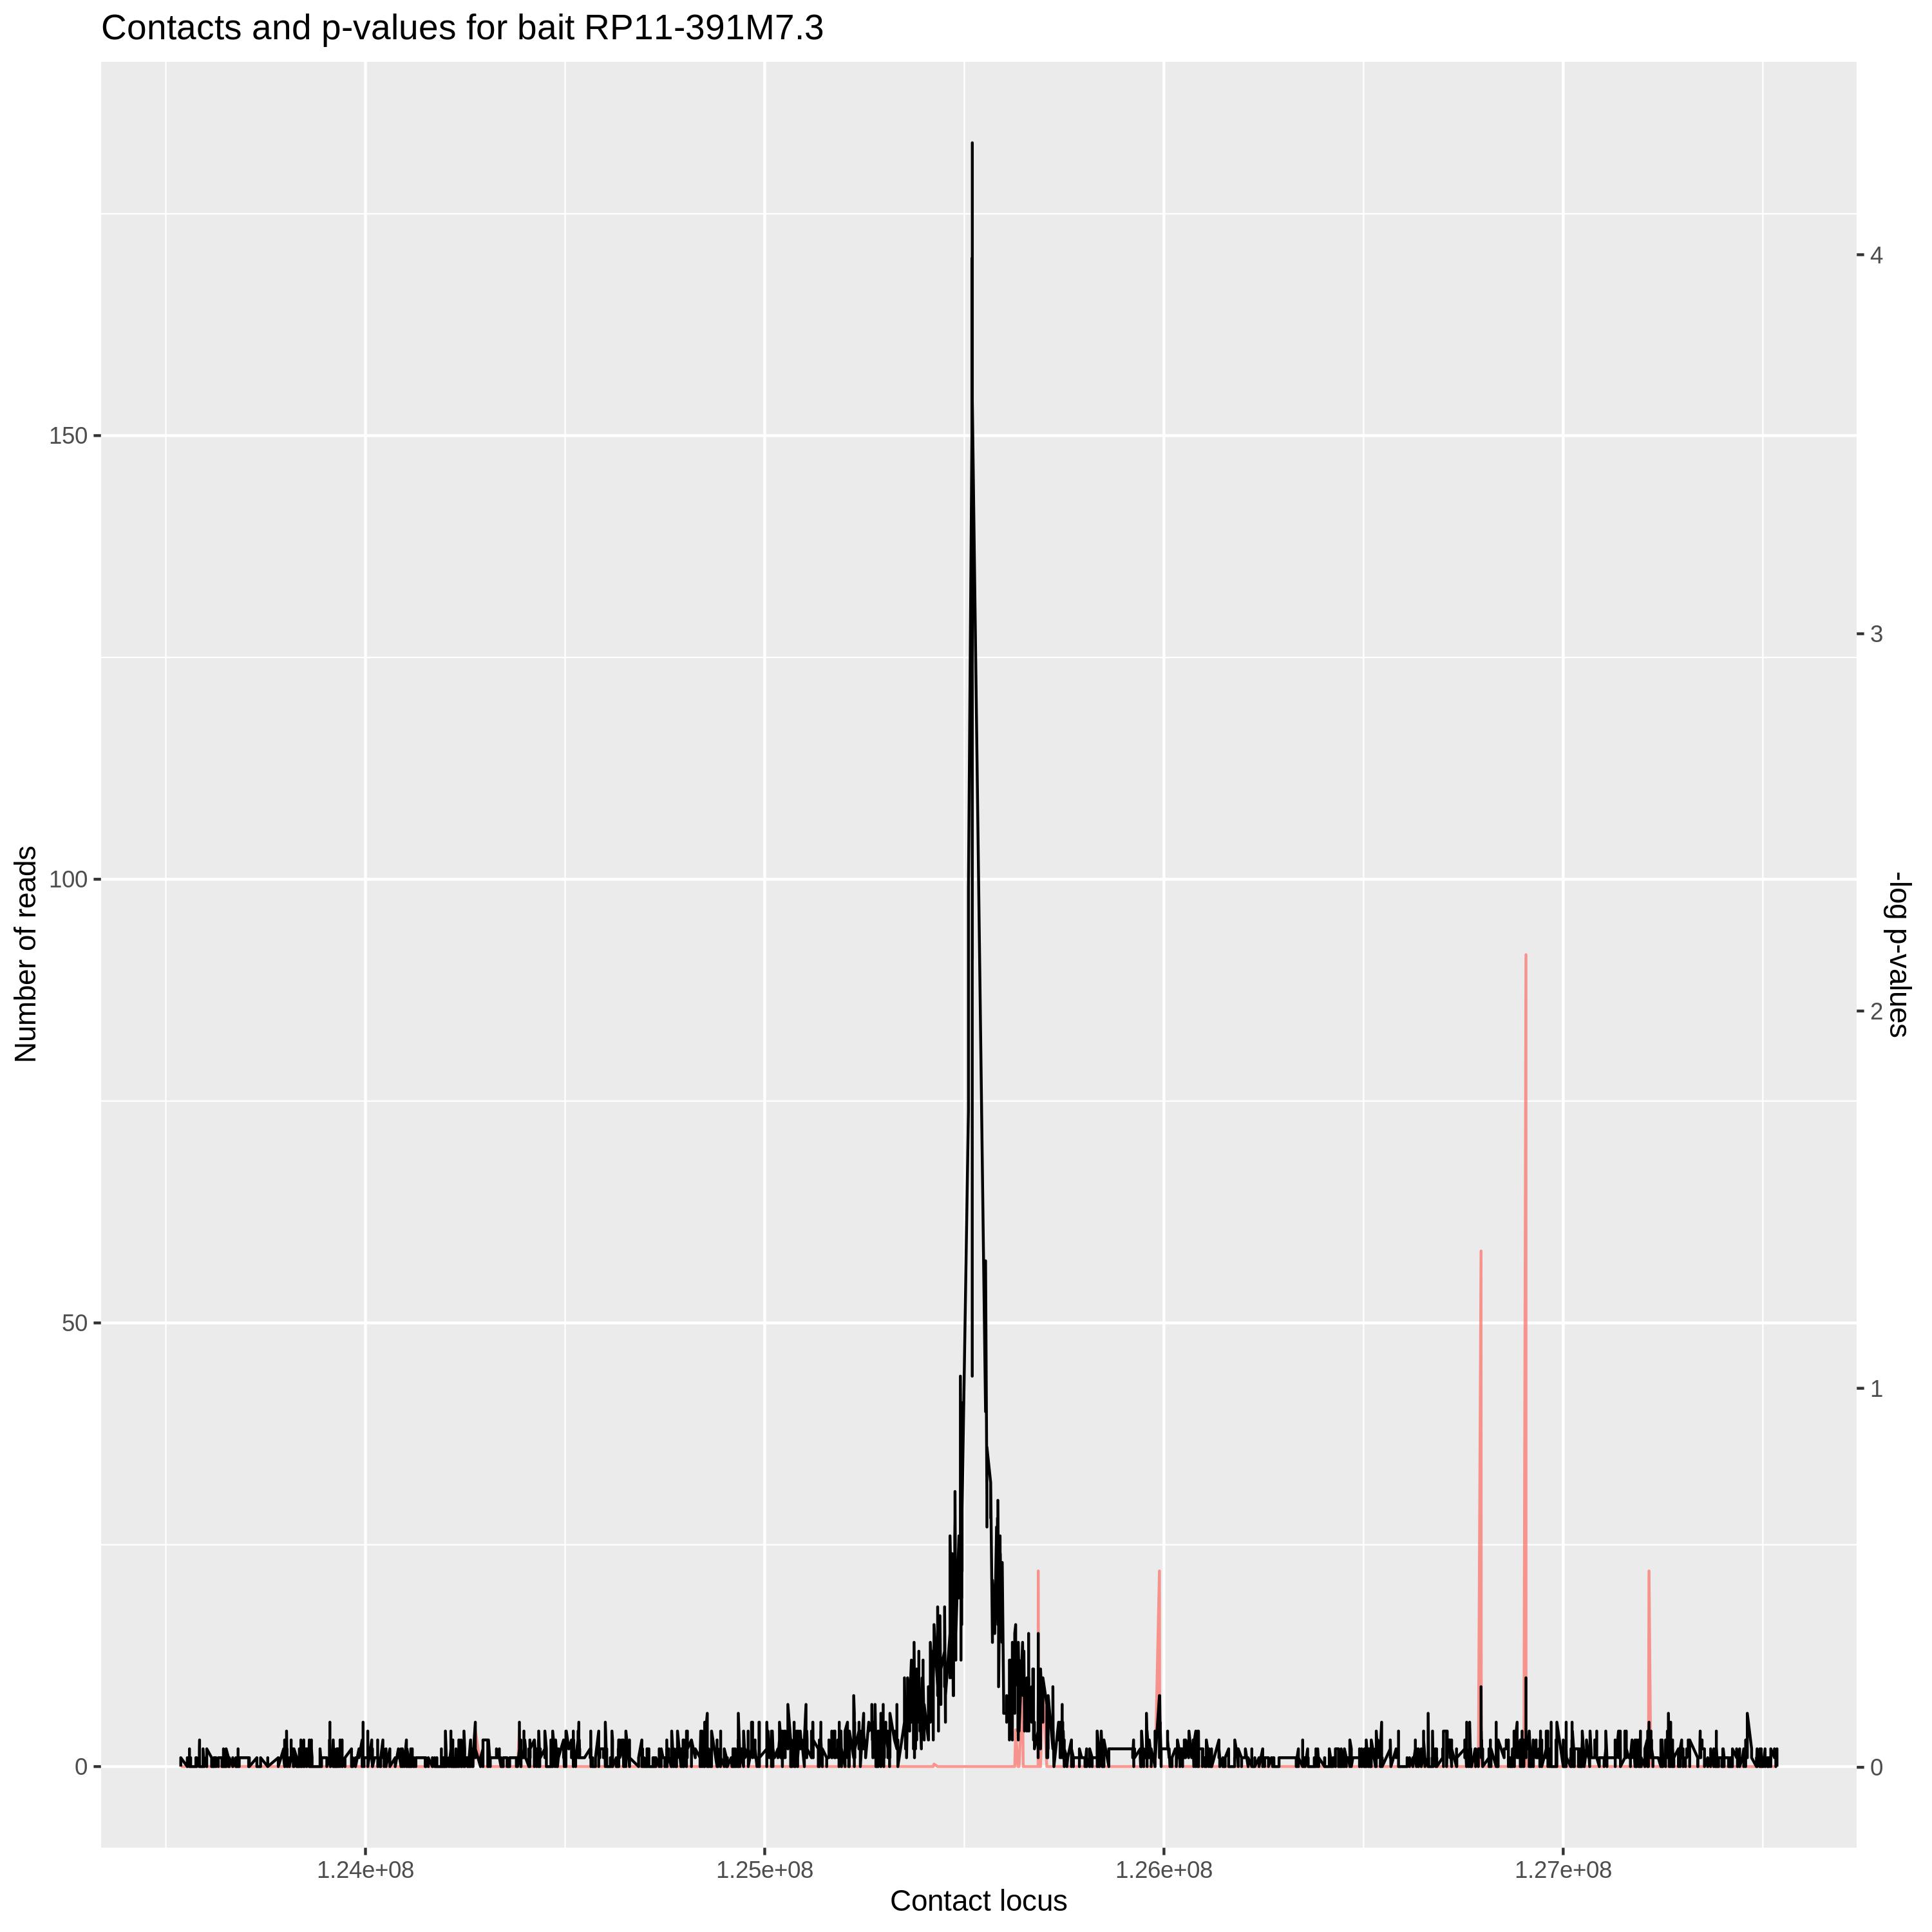 Contacts and p-values for bait RP11-391M7.3
Number of reads
150
100
50
0
4
3
2
1
0
-log p-values
1.24e+08
1.25e+08
1.26e+08
1.27e+08
Contact locus